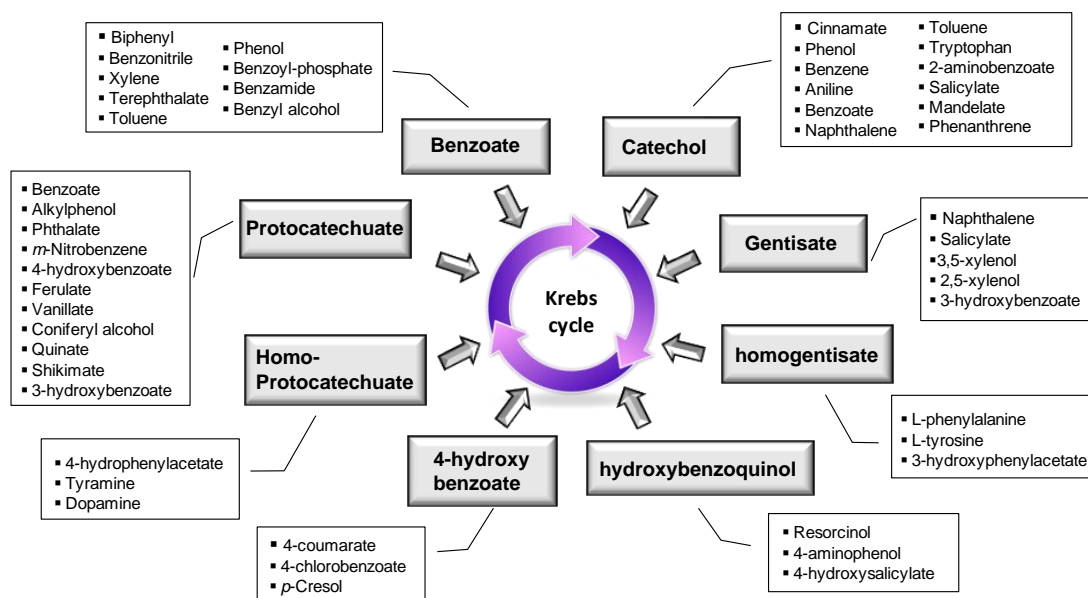 ▪ Biphenyl
▪ Benzonitrile
▪ Xylene
▪ Terephthalate
▪ Toluene
▪ Phenol
▪ Benzoyl-phosphate
▪ Benzamide
▪ Benzyl alcohol
▪ Cinnamate
▪ Phenol
▪ Benzene
▪ Aniline
▪ Benzoate
▪ Naphthalene
▪ Toluene
▪ Tryptophan
▪ 2-aminobenzoate
▪ Salicylate
▪ Mandelate
▪ Phenanthrene
Benzoate
Catechol
▪ Benzoate
▪ Alkylphenol
▪ Phthalate
▪ m-Nitrobenzene
▪ 4-hydroxybenzoate
▪ Ferulate
▪ Vanillate
▪ Coniferyl alcohol
▪ Quinate
▪ Shikimate
▪ 3-hydroxybenzoate
Protocatechuate
Gentisate
▪ Naphthalene
▪ Salicylate
▪ 3,5-xylenol
▪ 2,5-xylenol
▪ 3-hydroxybenzoate
Krebs
cycle
Homo-
Protocatechuate
homogentisate
▪ L-phenylalanine
▪ L-tyrosine
▪ 3-hydroxyphenylacetate
▪ 4-hydrophenylacetate
▪ Tyramine
▪ Dopamine
4-hydroxy
benzoate
hydroxybenzoquinol
▪ 4-coumarate
▪ 4-chlorobenzoate
▪ p-Cresol
▪ Resorcinol
▪ 4-aminophenol
▪ 4-hydroxysalicylate